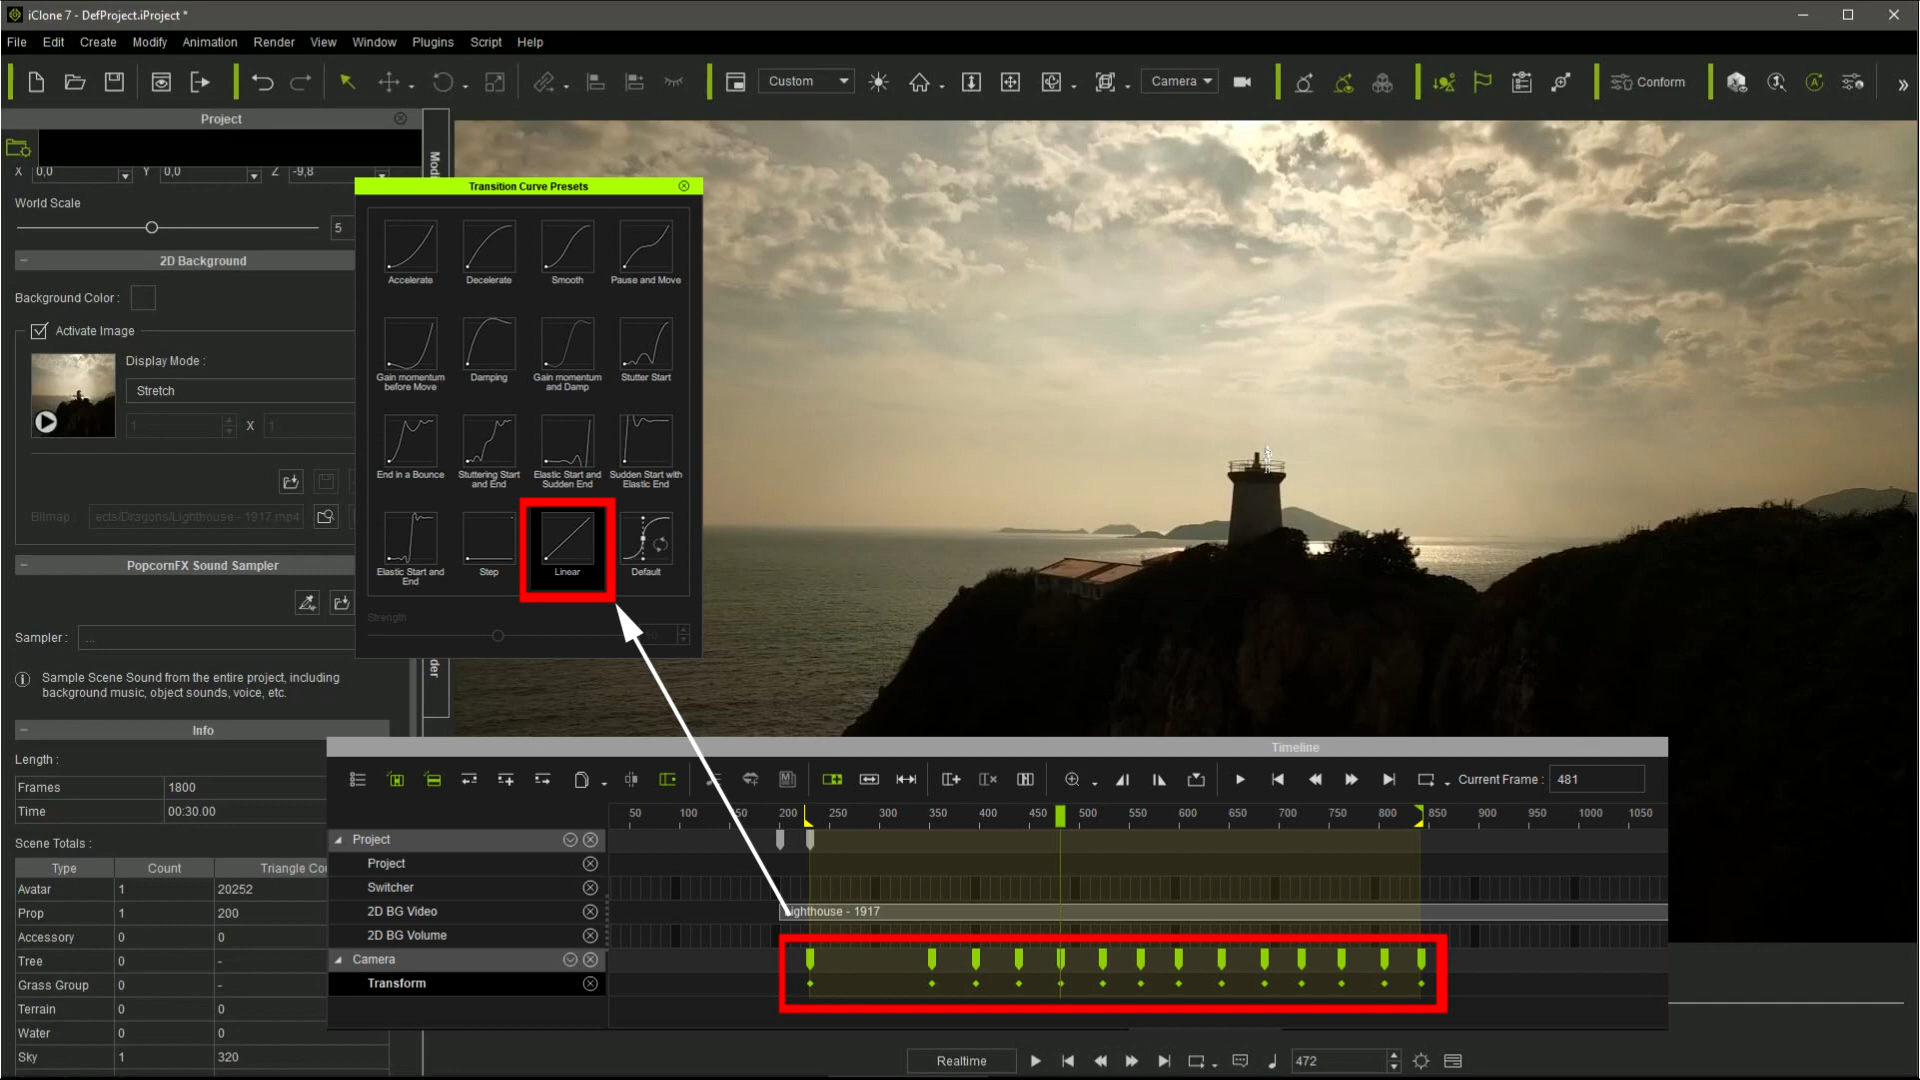 iClone 7 - DefProject.iProject *
File Edit Create Modify Animation Render View Window Plugins Script Help
Custom Camera Conform
Project
X 0,0 Y 0,0 Z -9,8
World Scale
5
2D Background
Background Color :
Activate Image
Display Mode :
Stretch
1 X 1
Bitmap : ects/Dragons/Lighthouse - 1917.mp4
PopcornFX Sound Sampler
Sampler : ...
Sample Scene Sound from the entire project, including
background music, object sounds, voice, etc.
Info
Length :
Frames 1800
Time 00:30.00
Scene Totals :
Type Count Triangle Cou
Avatar 1 20252
Prop 1 200
Accessory 0 0
Tree 0 -
Grass Group 0 -
Terrain 0 0
Water 0 0
Sky 1 320
Transition Curve Presets
Accelerate Decelerate Smooth Pause and Move
Gain momentum
before Move
Damping
Gain momentum
and Damp
Stutter Start
End in a Bounce
Stuttering Start
and End
Elastic Start and
Sudden End
Sudden Start with
Elastic End
Elastic Start and
End
Step
Linear
Default
Strength
Timeline
Current Frame : 481
50 100 50 200 250 300 350 400 450 500 550 600 650 700 750 800 850 900 950 1000 1050
Project
Project
Switcher
2D BG Video
ighthouse - 1917
2D BG Volume
Camera
Transform
Realtime 472